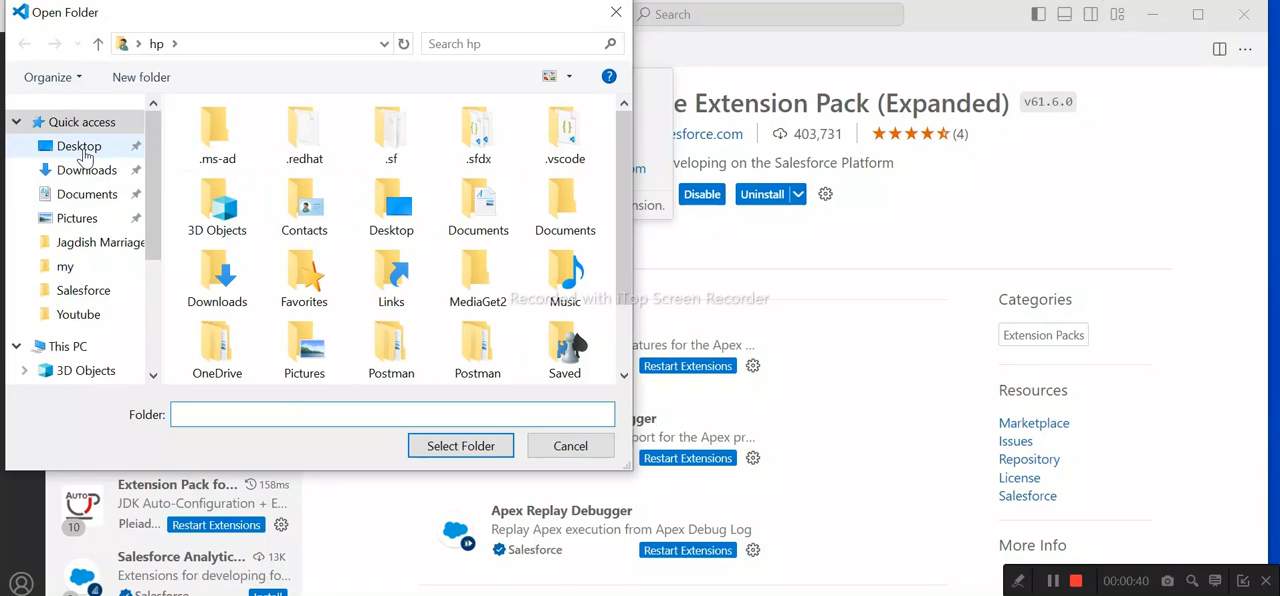 Open Folder
hp
Search hp
Organize
New folder
Quick access
Desktop
Downloads
Documents
Pictures
Jagdish Marriage
my
Salesforce
Youtube
This PC
3D Objects
.ms-ad
.redhat
.sf
.sfdx
.vscode
3D Objects
Contacts
Desktop
Documents
Documents
Downloads
Favorites
Links
MediaGet2
Music
OneDrive
Pictures
Postman
Postman
Saved
Folder:
Select Folder
Cancel
Search
e Extension Pack (Expanded)
v61.6.0
esforce.com
403,731
(4)
veloping on the Salesforce Platform
om
Disable
Uninstall
nsion.
Recorded with iTop Screen Recorder
Categories
Extension Packs
atures for the Apex ...
Restart Extensions
Resources
gger
Marketplace
port for the Apex pr...
Issues
Restart Extensions
Repository
License
Salesforce
Extension Pack fo...
158ms
JDK Auto-Configuration + E...
AUTO
10
Pleiad...
Restart Extensions
Apex Replay Debugger
Replay Apex execution from Apex Debug Log
Salesforce
Restart Extensions
More Info
Salesforce Analytic...
13K
Extensions for developing fo...
Salesforce
Install
00:00:40